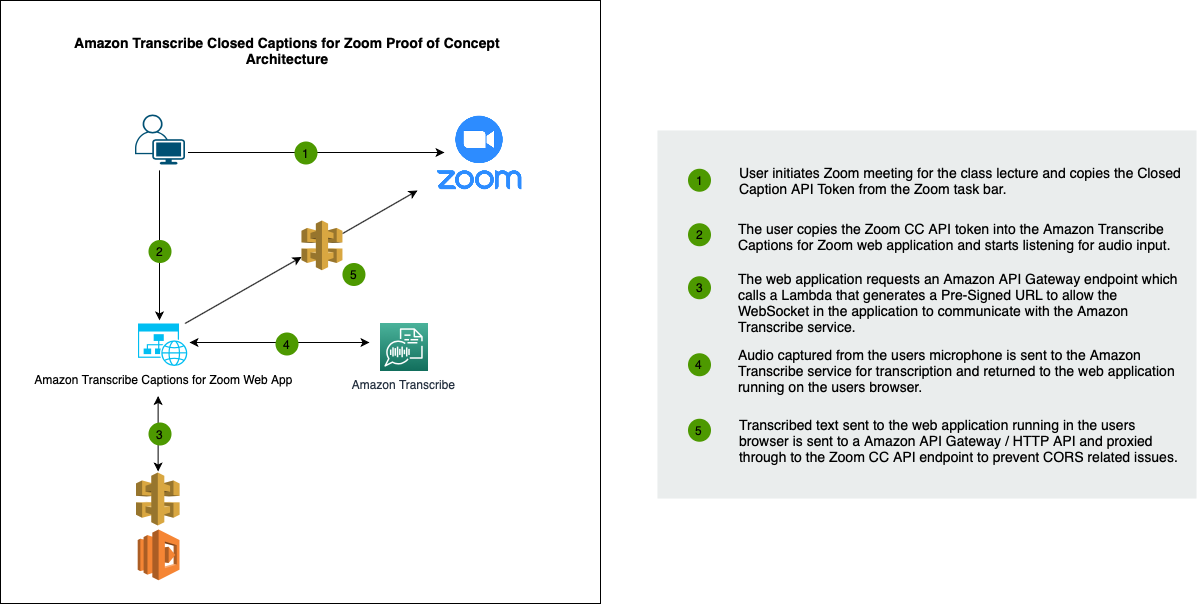 Amazon Transcribe Closed Captions for Zoom Proof of Concept
Architecture
1
zoom
2
5
4
Amazon Transcribe Captions for Zoom Web App
Amazon Transcribe
3
1
User initiates Zoom meeting for the class lecture and copies the Closed
Caption API Token from the Zoom task bar.
2
The user copies the Zoom CC API token into the Amazon Transcribe
Captions for Zoom web application and starts listening for audio input.
3
The web application requests an Amazon API Gateway endpoint which
calls a Lambda that generates a Pre-Signed URL to allow the
WebSocket in the application to communicate with the Amazon
Transcribe service.
4
Audio captured from the users microphone is sent to the Amazon
Transcribe service for transcription and returned to the web application
running on the users browser.
5
Transcribed text sent to the web application running in the users
browser is sent to a Amazon API Gateway / HTTP API and proxied
through to the Zoom CC API endpoint to prevent CORS related issues.